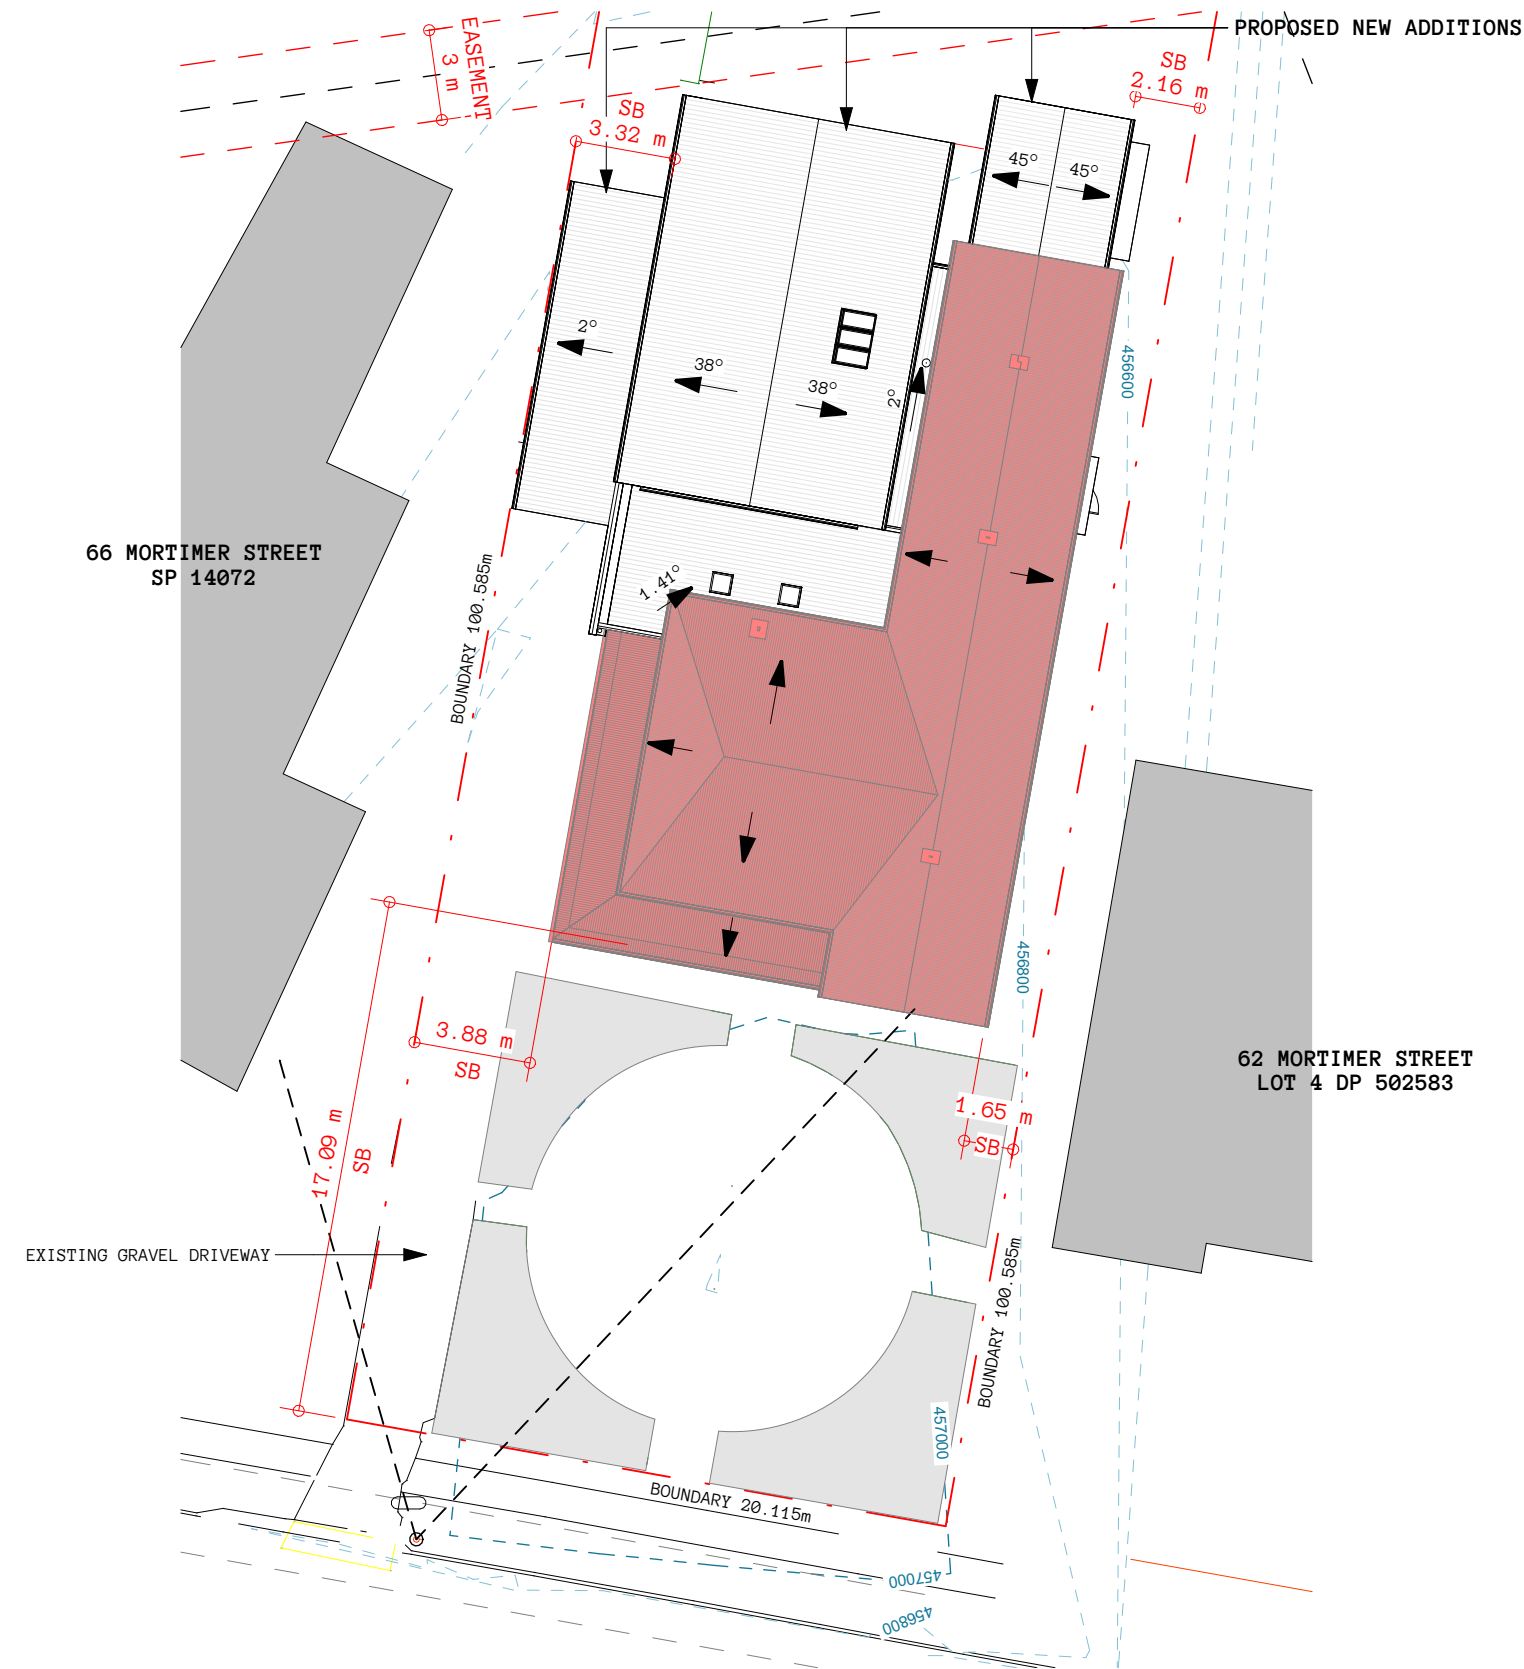 PROPOSED NEW ADDITIONS
EASEMENT
3 m
SB
3.32 m
SB
2.16 m
45°
45°
2°
38°
38°
2°
456600
66 MORTIMER STREET
SP 14072
1.41°
BOUNDARY 100.585m
456800
3.88 m
SB
62 MORTIMER STREET
LOT 4 DP 502583
1.65 m
SB
17.09 m
SB
EXISTING GRAVEL DRIVEWAY
BOUNDARY 100.585m
457000
BOUNDARY 20.115m
457000
456800